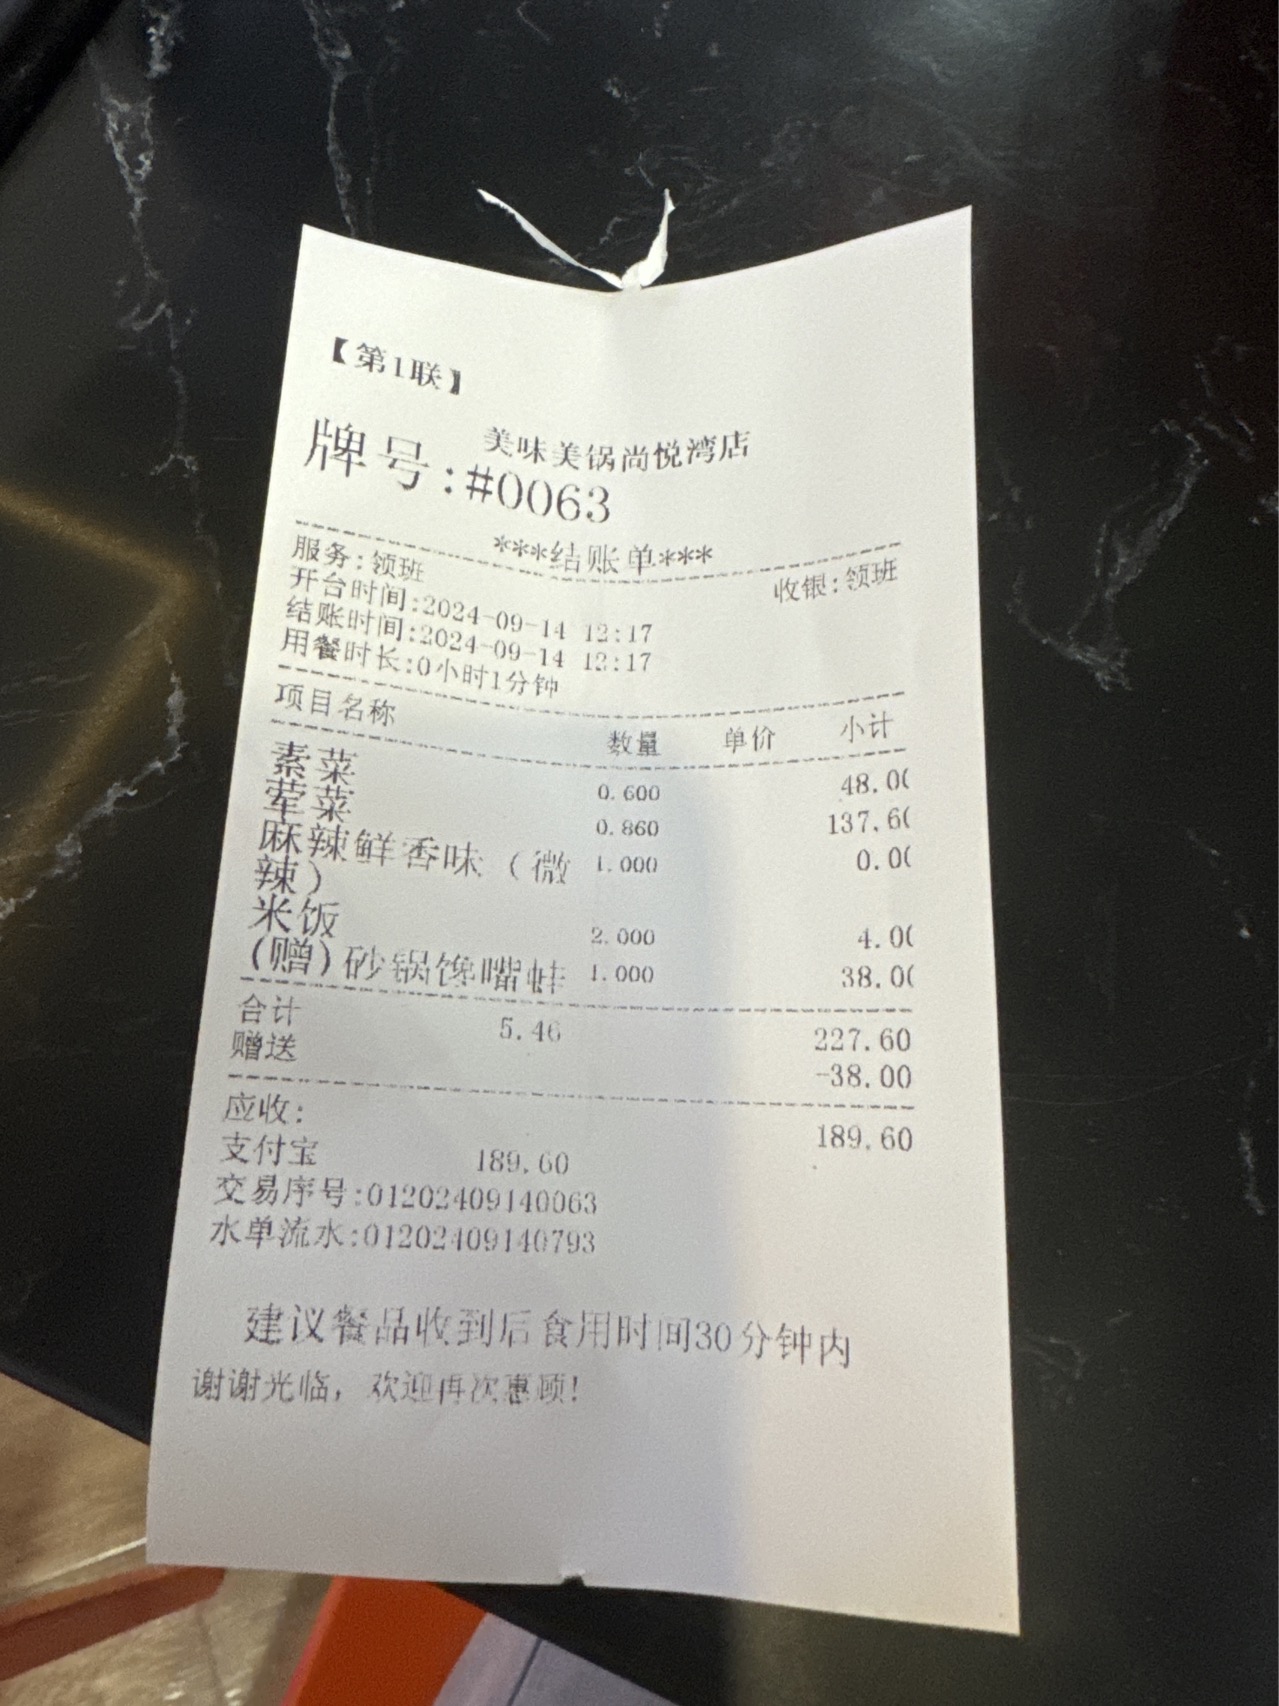 【第1联】
美味美锅尚悦湾店
牌号:#0063
***结账单***
服务:领班 收银:领班
开台时间:2024-09-14 12:17
结账时间:2024-09-14 12:17
用餐时长:0小时1分钟
项目名称 数量 单价 小计
素菜 0.600 48.00
荤菜 0.860 137.60
麻辣鲜香味（微 1.000 0.00
辣）
米饭 2.000 4.00
(赠)砂锅馋嘴蛙 1.000 38.00
合计 5.46 227.60
赠送 -38.00
应收: 189.60
支付宝 189.60
交易序号:01202409140063
水单流水:01202409140793
建议餐品收到后食用时间30分钟内
谢谢光临，欢迎再次惠顾!